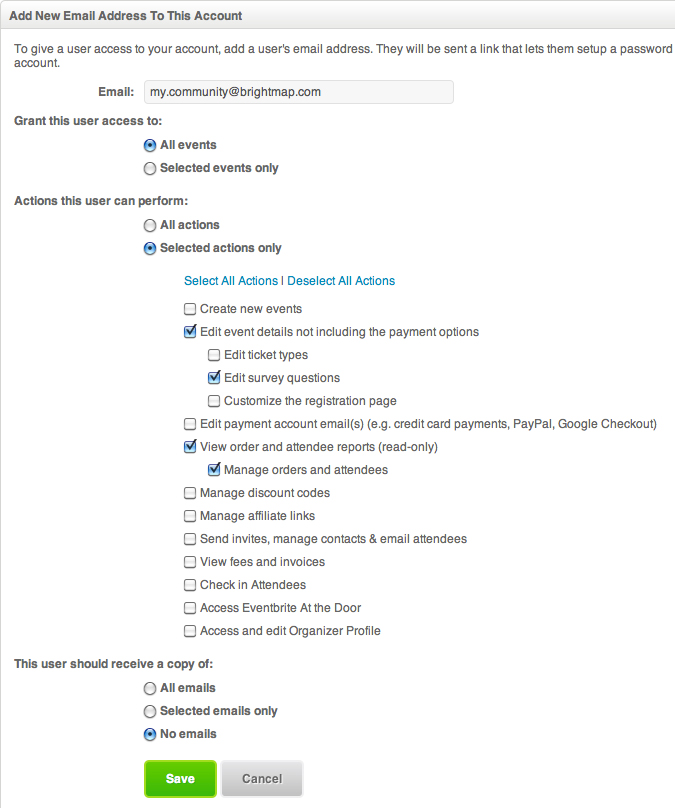 Add New Email Address To This Account
To give a user access to your account, add a user's email address. They will be sent a link that lets them setup a password
account.
Email: my.community@brightmap.com
Grant this user access to:
All events
Selected events only
Actions this user can perform:
All actions
Selected actions only
Select All Actions | Deselect All Actions
Create new events
Edit event details not including the payment options
Edit ticket types
Edit survey questions
Customize the registration page
Edit payment account email(s) (e.g. credit card payments, PayPal, Google Checkout)
View order and attendee reports (read-only)
Manage orders and attendees
Manage discount codes
Manage affiliate links
Send invites, manage contacts & email attendees
View fees and invoices
Check in Attendees
Access Eventbrite At the Door
Access and edit Organizer Profile
This user should receive a copy of:
All emails
Selected emails only
No emails
Save Cancel